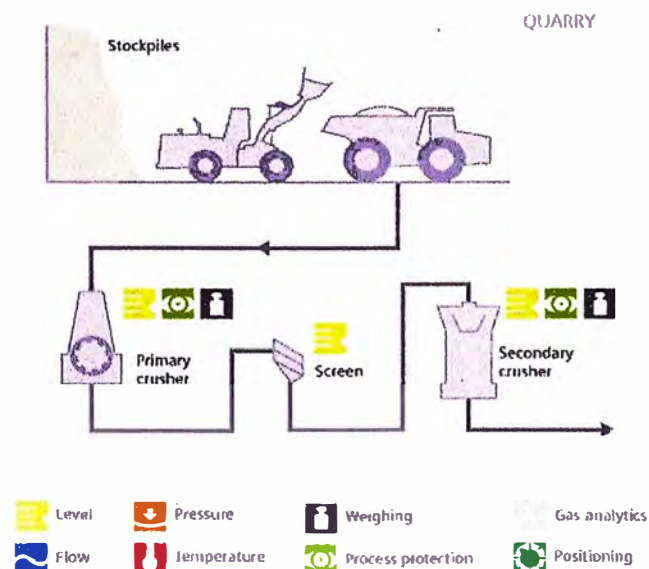 QUARRY
Stockpiles
Primary
crusher
Screen
Secondary
crusher
Level
Pressure
Weighing
Gas analytics
Flow
Temperature
Process protection
Positioning